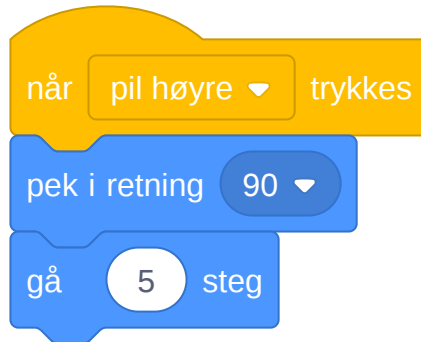 når pil høyre trykkes
pek i retning 90
gå 5 steg